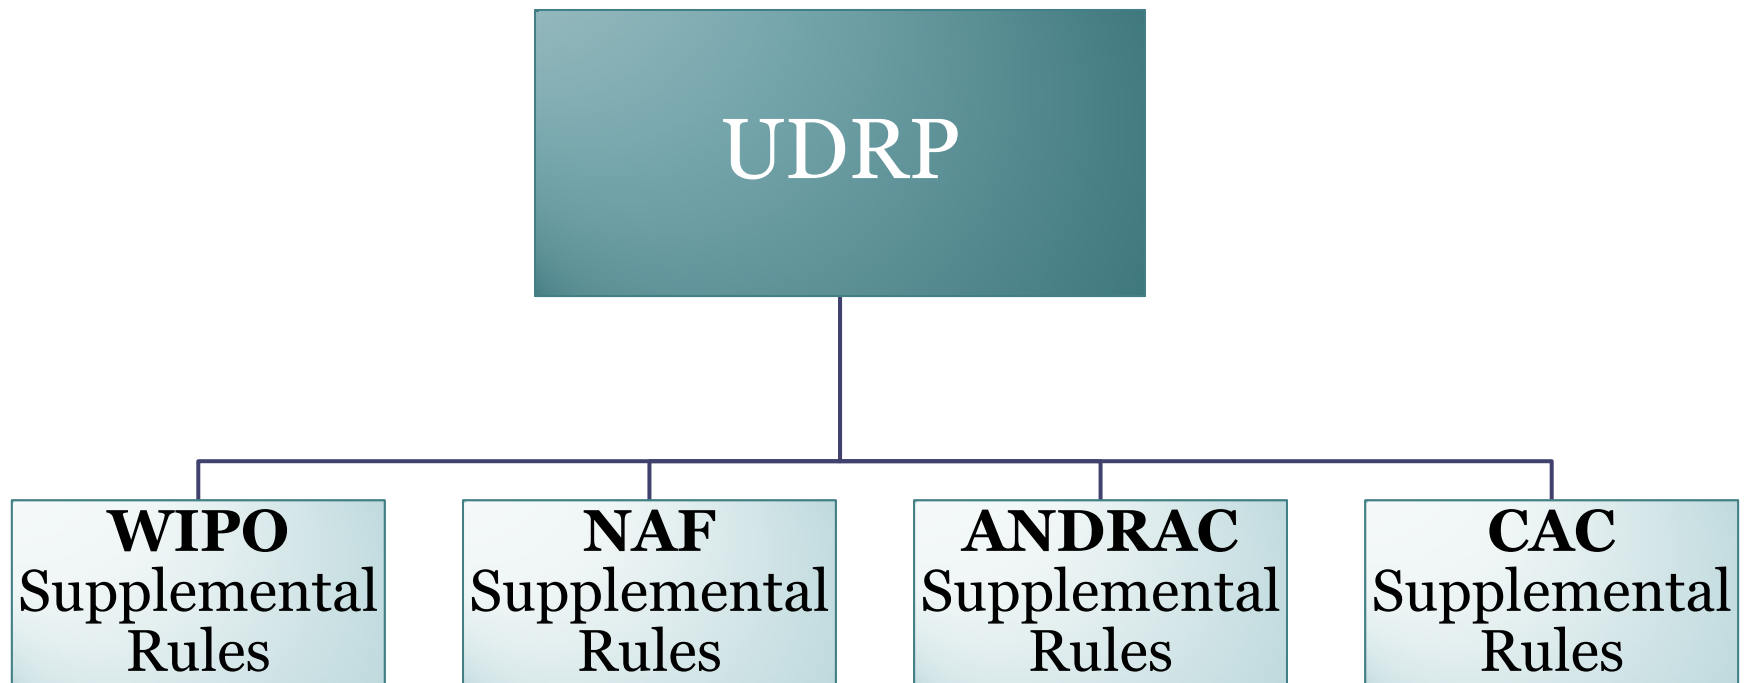 UDRP
WIPO
Supplemental
Rules
NAF
Supplemental
Rules
ANDRAC
Supplemental
Rules
CAC
Supplemental
Rules